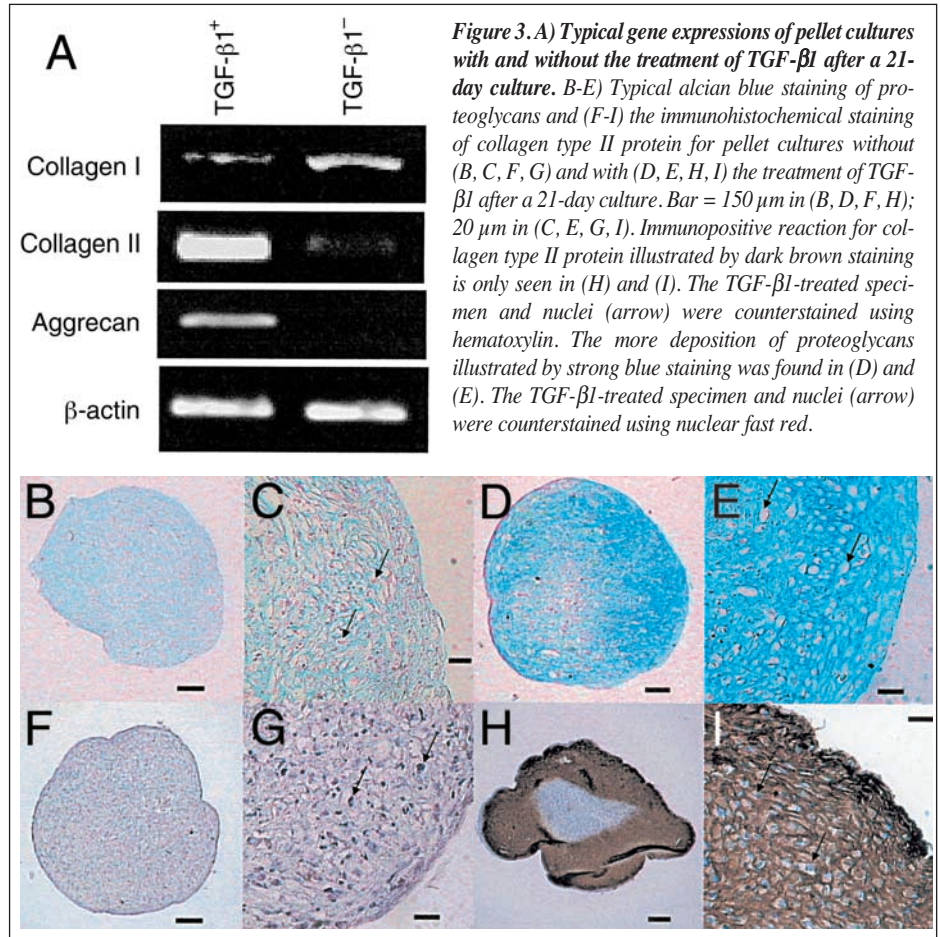 A
TGF-β1+
TGF-β1−
Collagen I
Collagen II
Aggrecan
β-actin
Figure 3. A) Typical gene expressions of pellet cultures
with and without the treatment of TGF-β1 after a 21-
day culture. B-E) Typical alcian blue staining of pro-
teoglycans and (F-I) the immunohistochemical staining
of collagen type II protein for pellet cultures without
(B, C, F, G) and with (D, E, H, I) the treatment of TGF-
β1 after a 21-day culture. Bar = 150 µm in (B, D, F, H);
20 µm in (C, E, G, I). Immunopositive reaction for col-
lagen type II protein illustrated by dark brown staining
is only seen in (H) and (I). The TGF-β1-treated speci-
men and nuclei (arrow) were counterstained using
hematoxylin. The more deposition of proteoglycans
illustrated by strong blue staining was found in (D) and
(E). The TGF-β1-treated specimen and nuclei (arrow)
were counterstained using nuclear fast red.
B C D E
F G H I